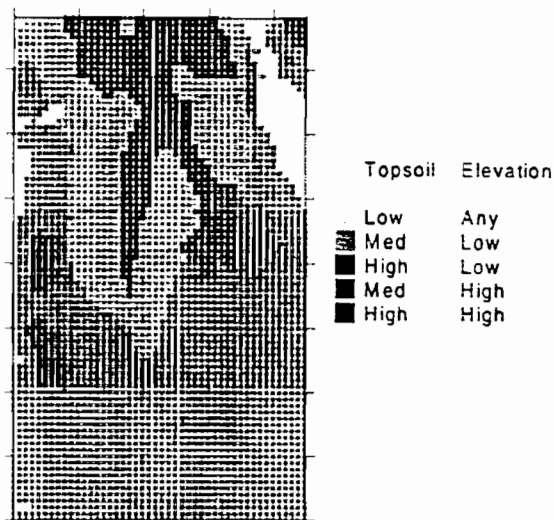 Topsoil Elevation
Low Any
Med Low
High Low
Med High
High High